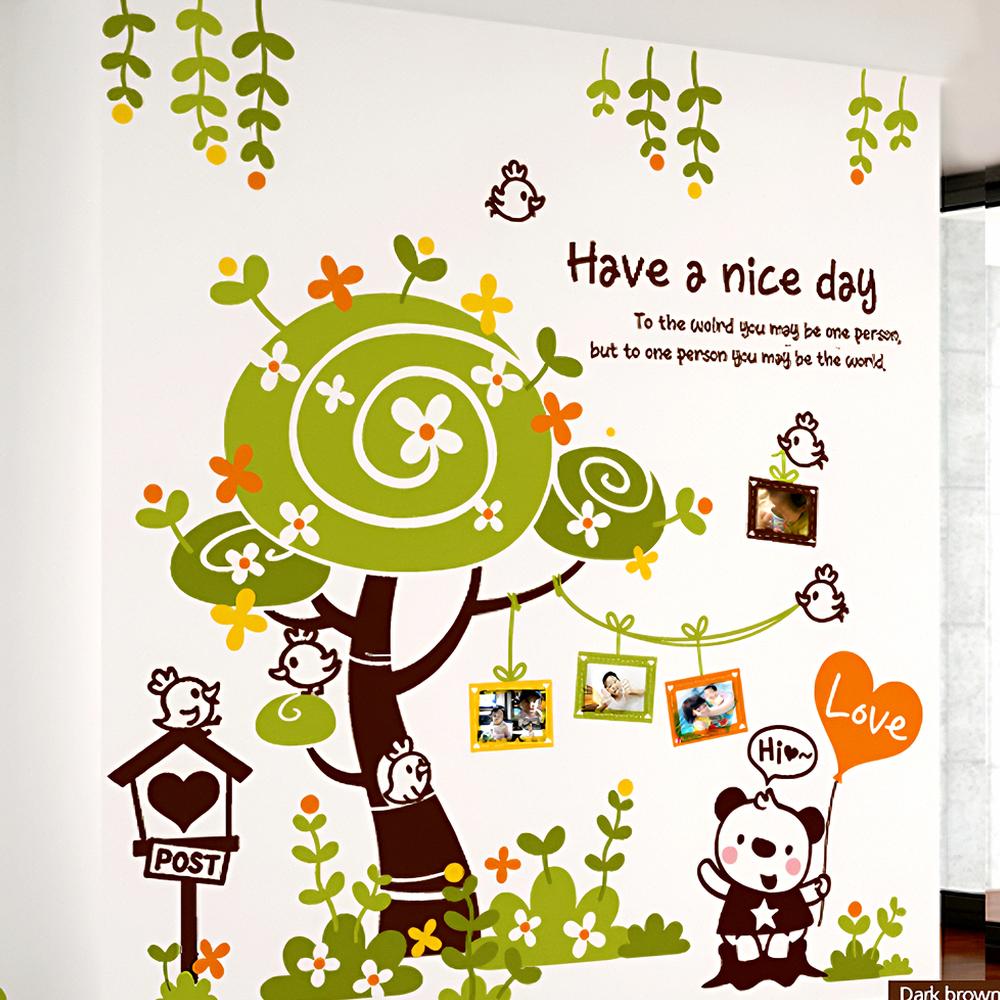 Have a nice day
To the wolrd you may be one person,
but to one person you may be the world.
Love
Hi♥~
POST
Dark brown